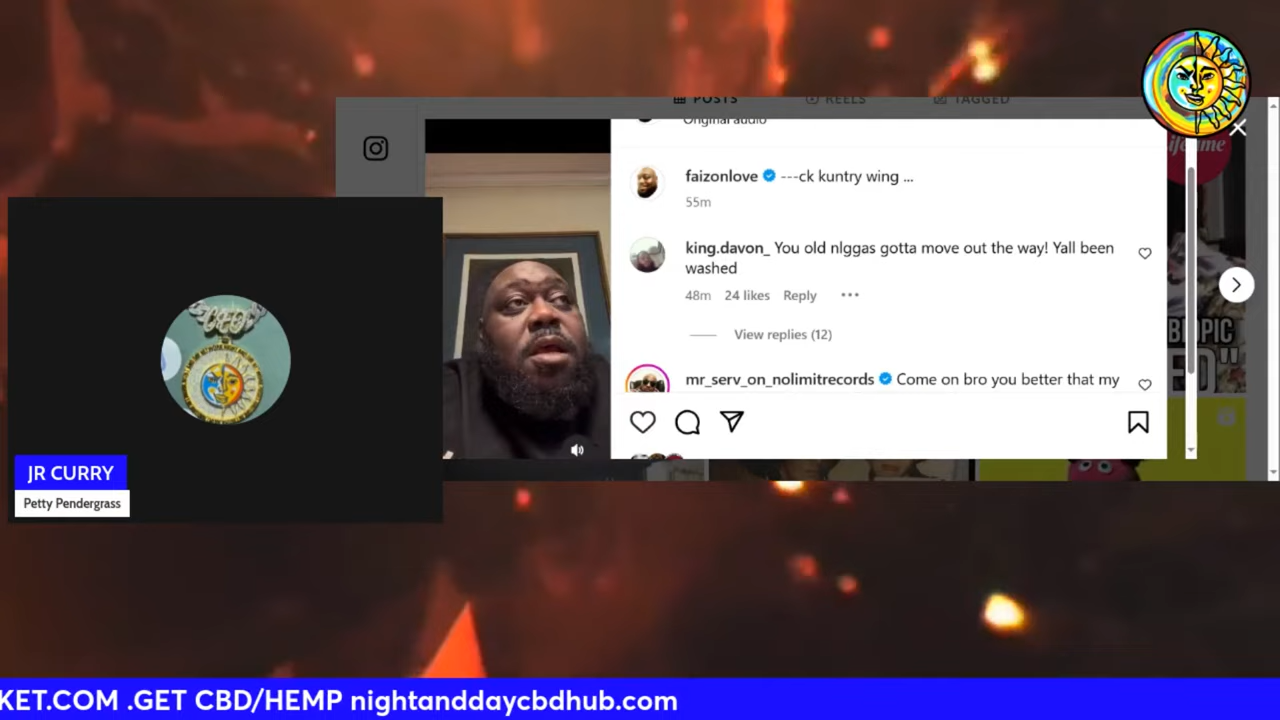 POSTS REELS TAGGED
Original audio
faizonlove ---ck kuntry wing ...
55m
king.davon_ You old nIggas gotta move out the way! Yall been
washed
48m 24 likes Reply ...
View replies (12)
mr_serv_on_nolimitrecords Come on bro you better that my
CEO
JR CURRY
Petty Pendergrass
KET.COM .GET CBD/HEMP nightanddaycbdhub.com